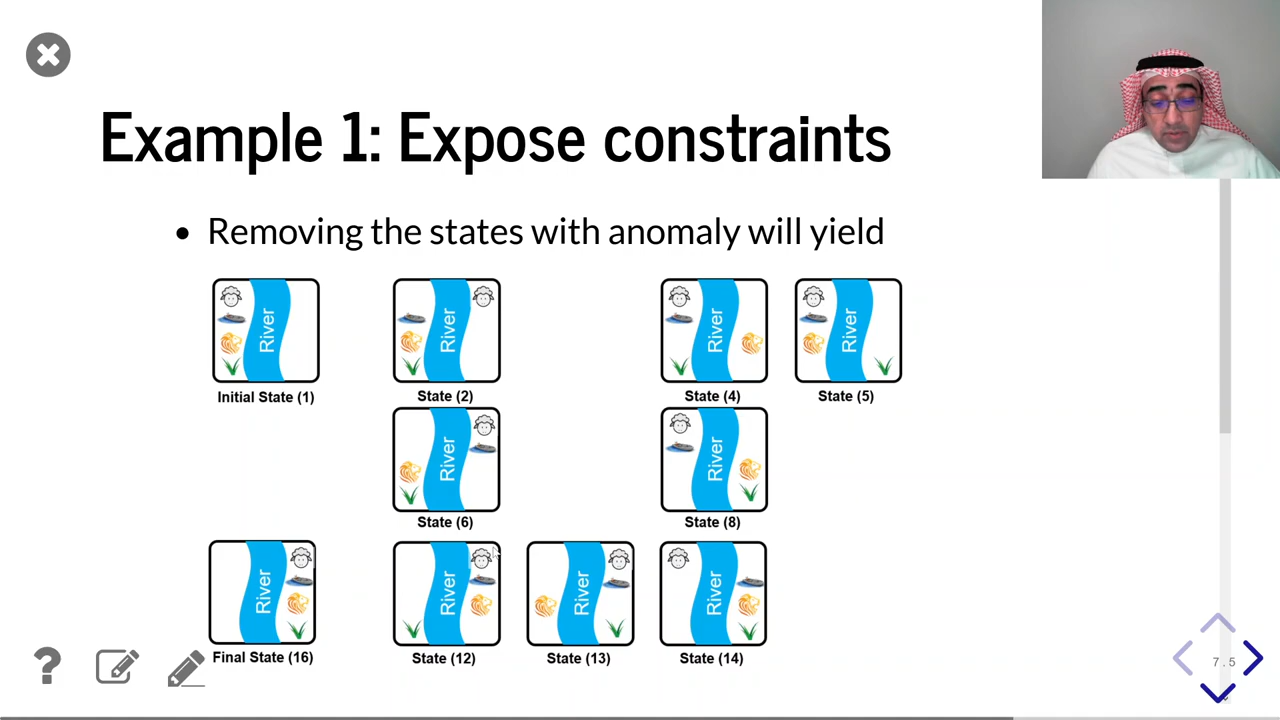 Example 1: Expose constraints
Removing the states with anomaly will yield
River
River
River
River
Initial State (1)
State (2)
State (4)
State (5)
River
River
State (6)
State (8)
River
River
River
River
Final State (16)
State (12)
State (13)
State (14)
?
7.5